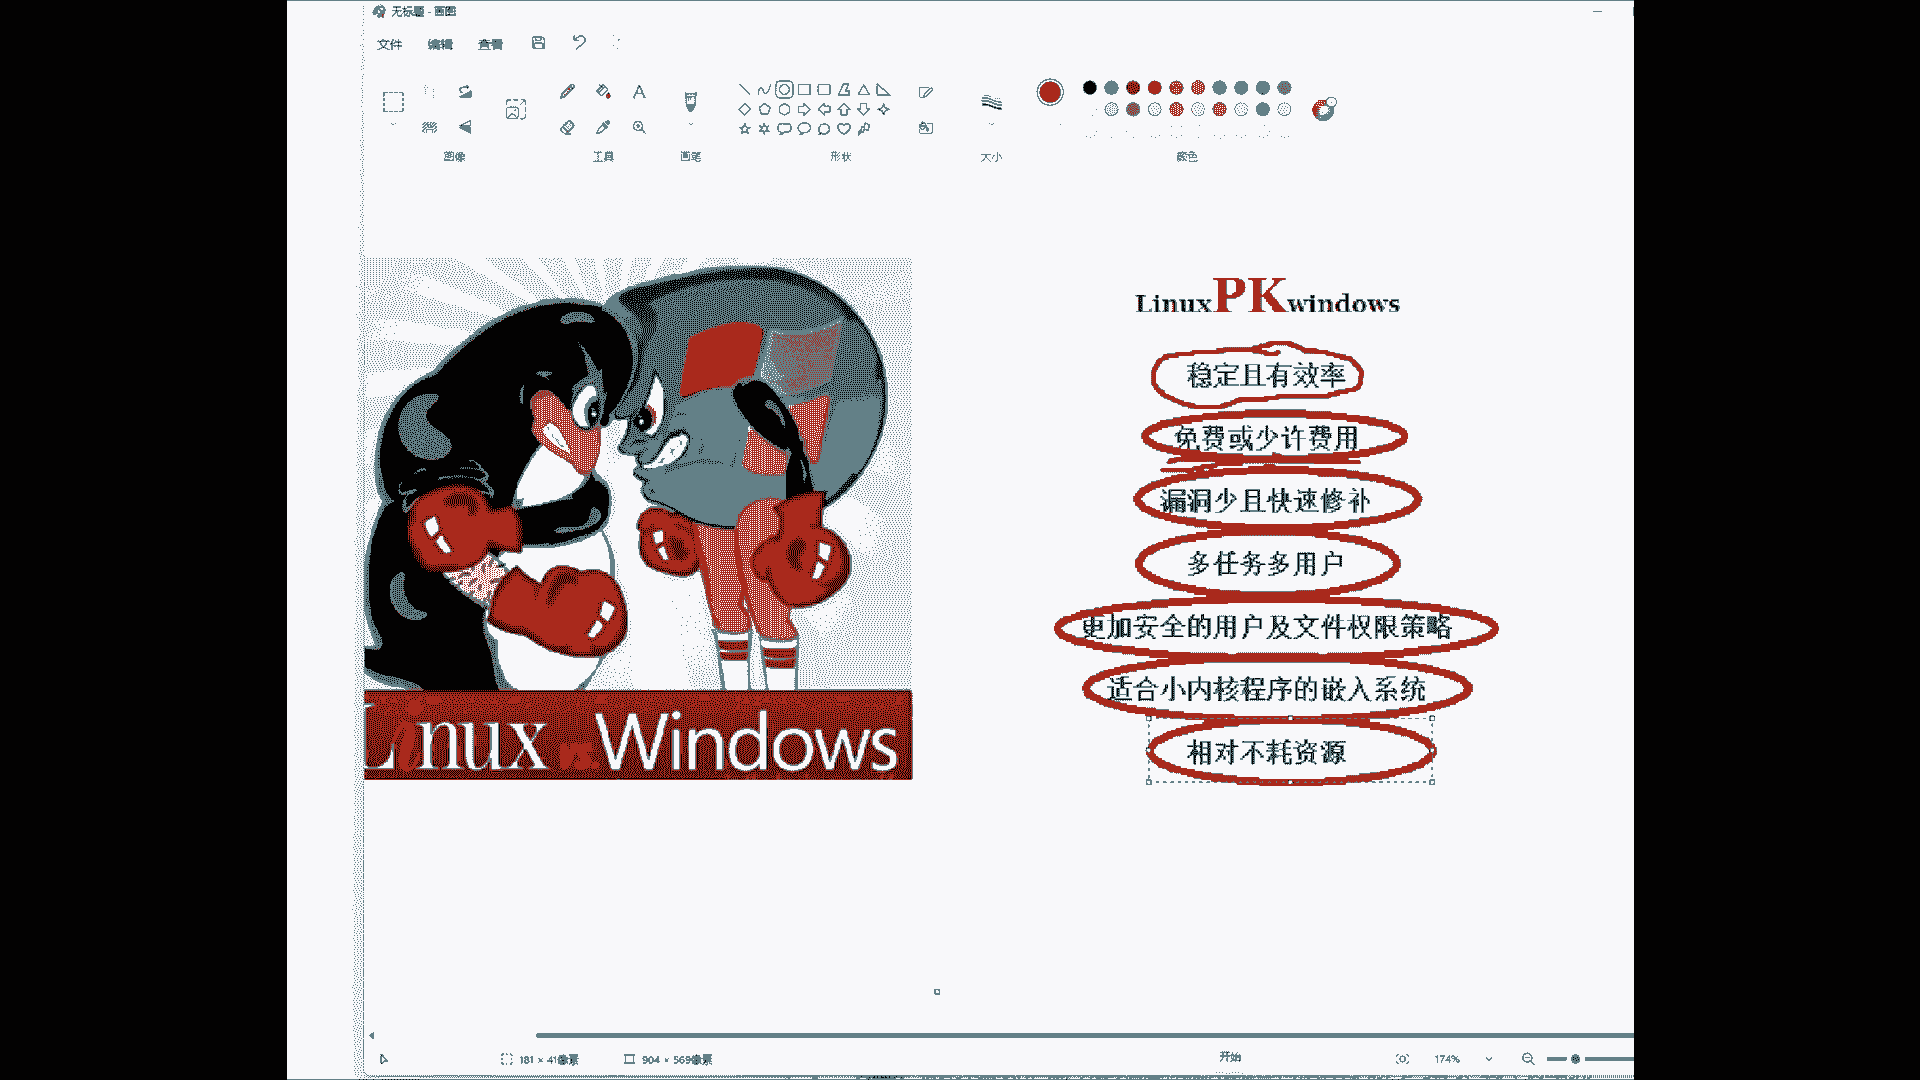 无标题 - 画图
文件 编辑 查看
图像 工具 画笔 形状 大小 颜色
LinuxPKwindows
稳定且有效率
免费或少许费用
漏洞少且快速修补
多任务多用户
更加安全的用户及文件权限策略
适合小内核程序的嵌入系统
相对不耗资源
Linux vs Windows
181 × 41像素 904 × 569像素 开始 174%